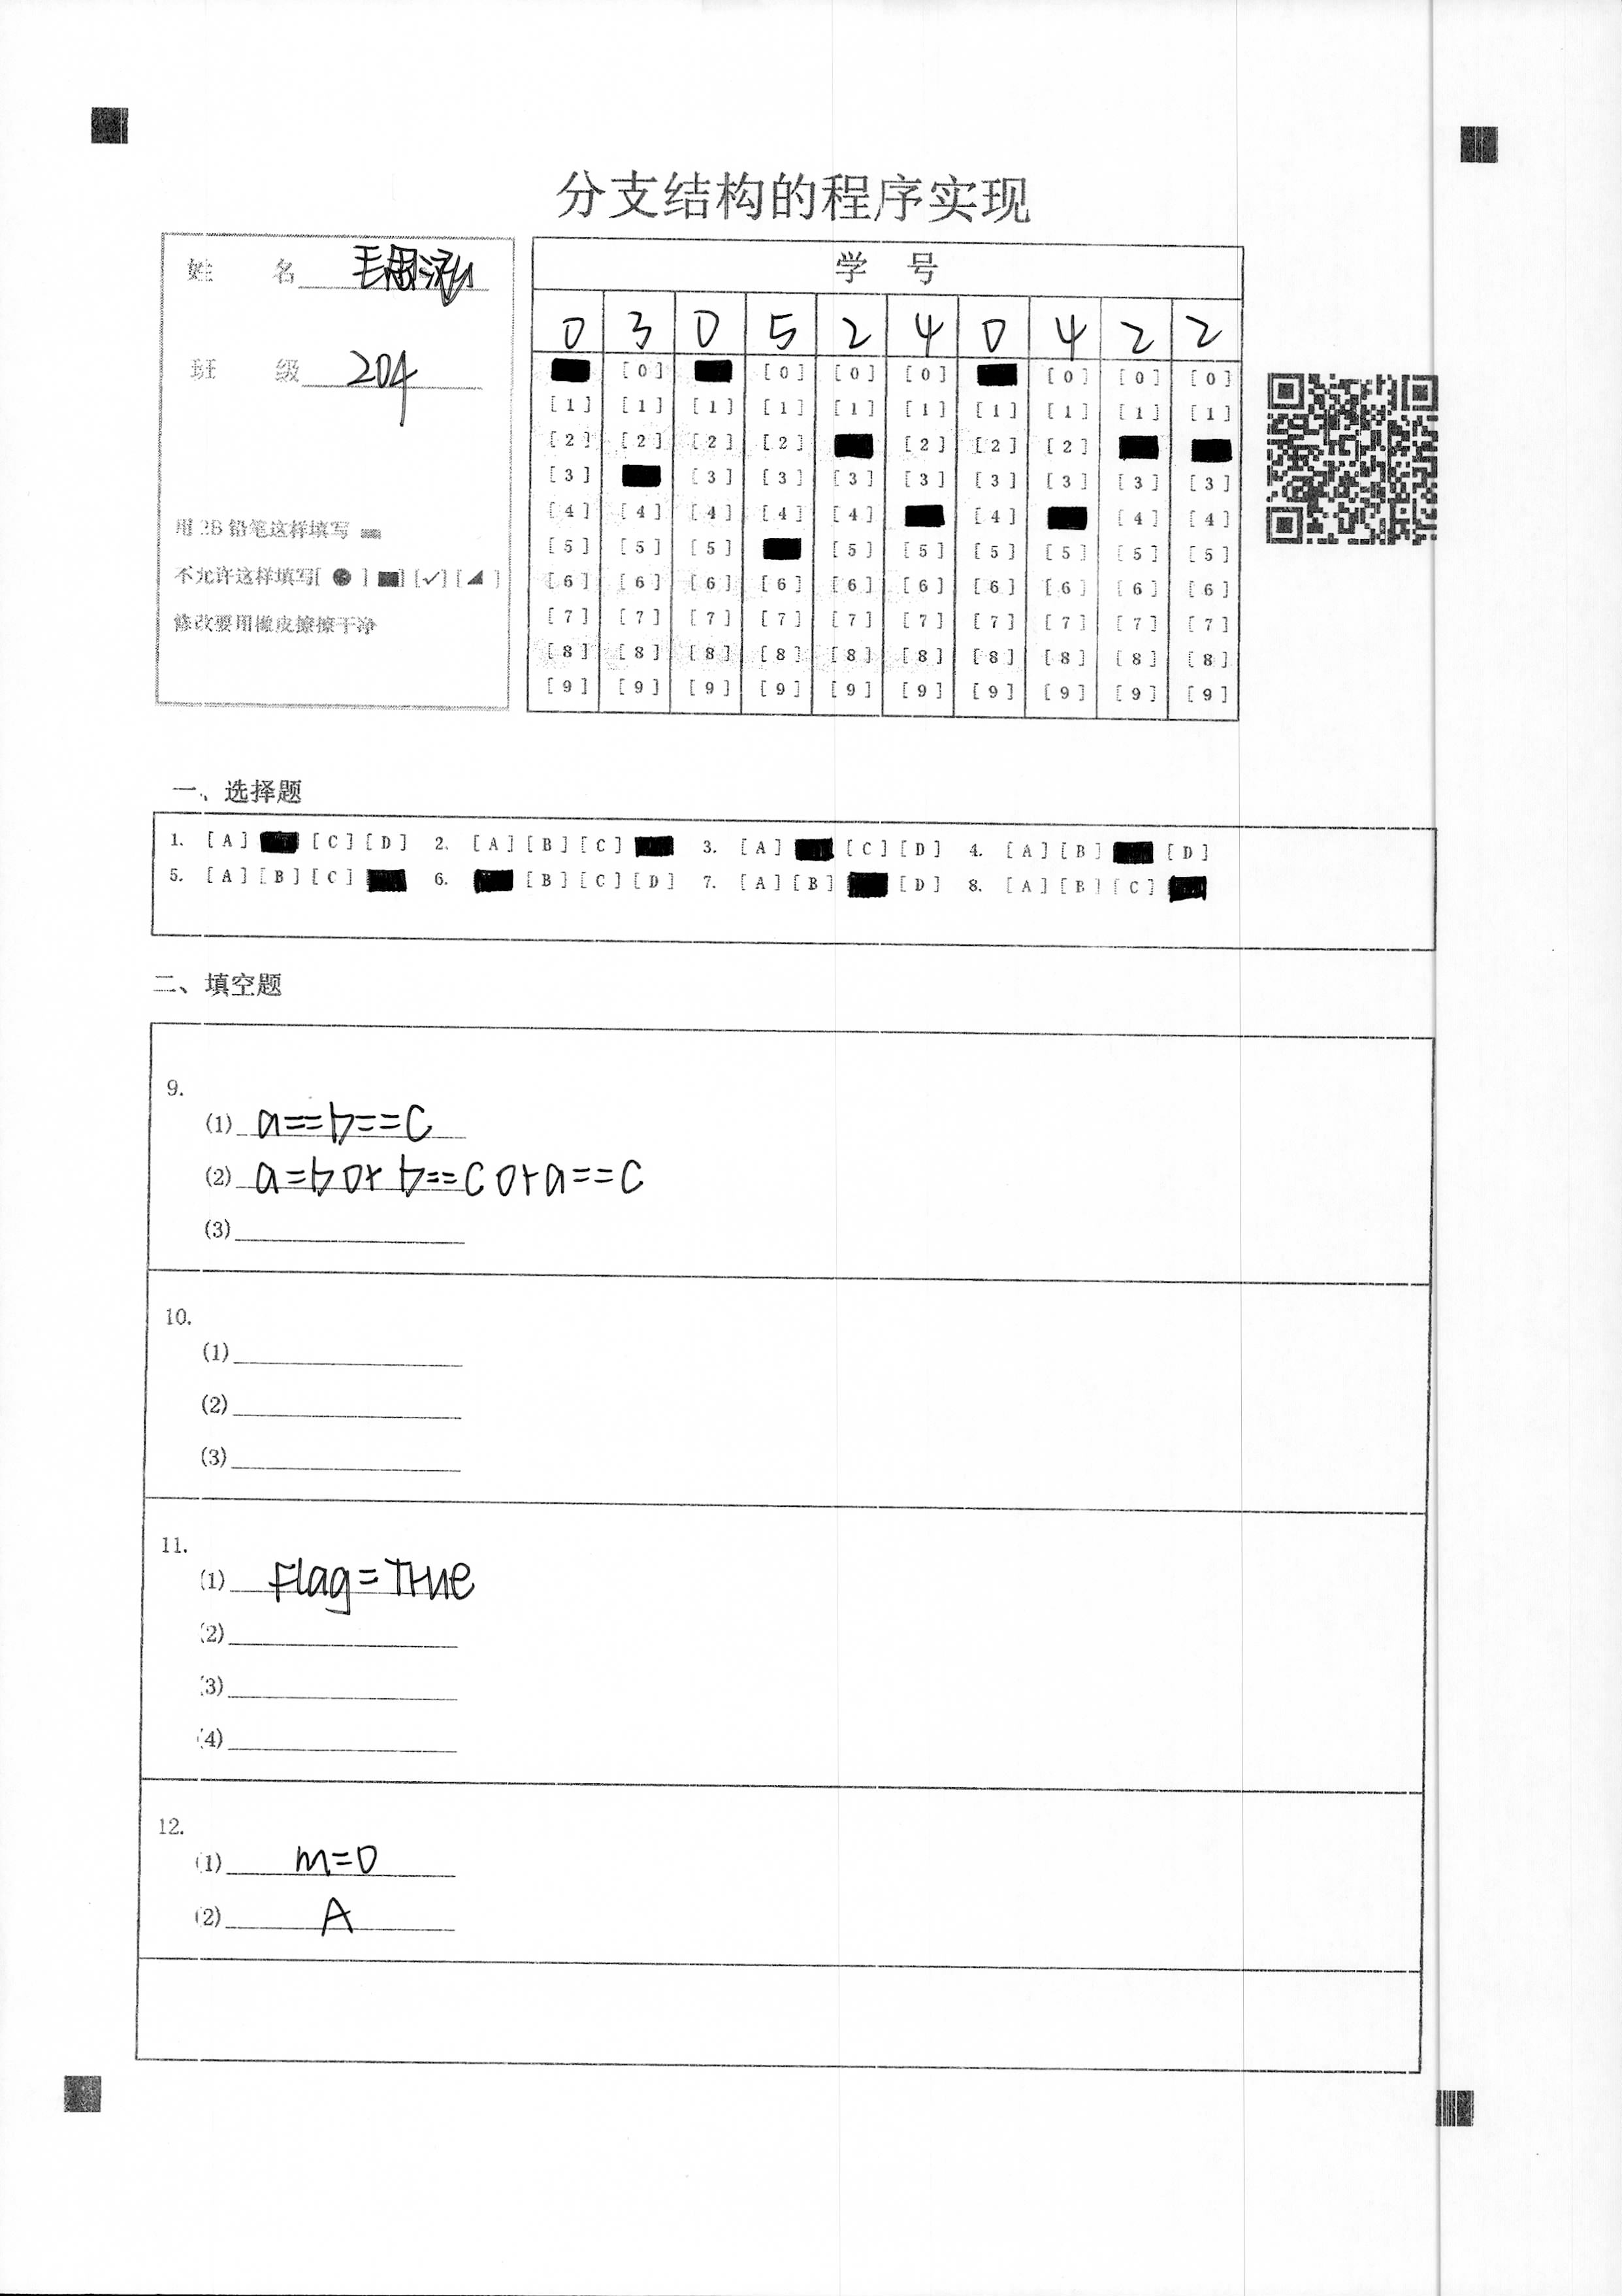 分支结构的程序实现
姓 名 毛思泓
班 级 204
用 2B 铅笔这样填写
不允许这样填写[ ● ] [■] [✓] [◢ ]
修改要用橡皮擦擦干净
学 号
0 3 0 5 2 4 0 4 2 2
[0] [0] [0] [0] [0] [0] [0]
[1] [1] [1] [1] [1] [1] [1] [1] [1] [1]
[2] [2] [2] [2] [2] [2] [2]
[3] [3] [3] [3] [3] [3] [3] [3] [3]
[4] [4] [4] [4] [4] [4] [4] [4]
[5] [5] [5] [5] [5] [5] [5] [5] [5]
[6] [6] [6] [6] [6] [6] [6] [6] [6] [6]
[7] [7] [7] [7] [7] [7] [7] [7] [7] [7]
[8] [8] [8] [8] [8] [8] [8] [8] [8] [8]
[9] [9] [9] [9] [9] [9] [9] [9] [9] [9]
一、选择题
1. [A] [C] [D] 2. [A] [B] [C] 3. [A] [C] [D] 4. [A] [B] [D]
5. [A] [B] [C] 6. [B] [C] [D] 7. [A] [B] [D] 8. [A] [B] [C]
二、填空题
9.
(1) a==b==c
(2) a=b or b==c or a==c
(3)
10.
(1)
(2)
(3)
11.
(1) Flag=True
(2)
(3)
(4)
12.
(1) m=0
(2) A